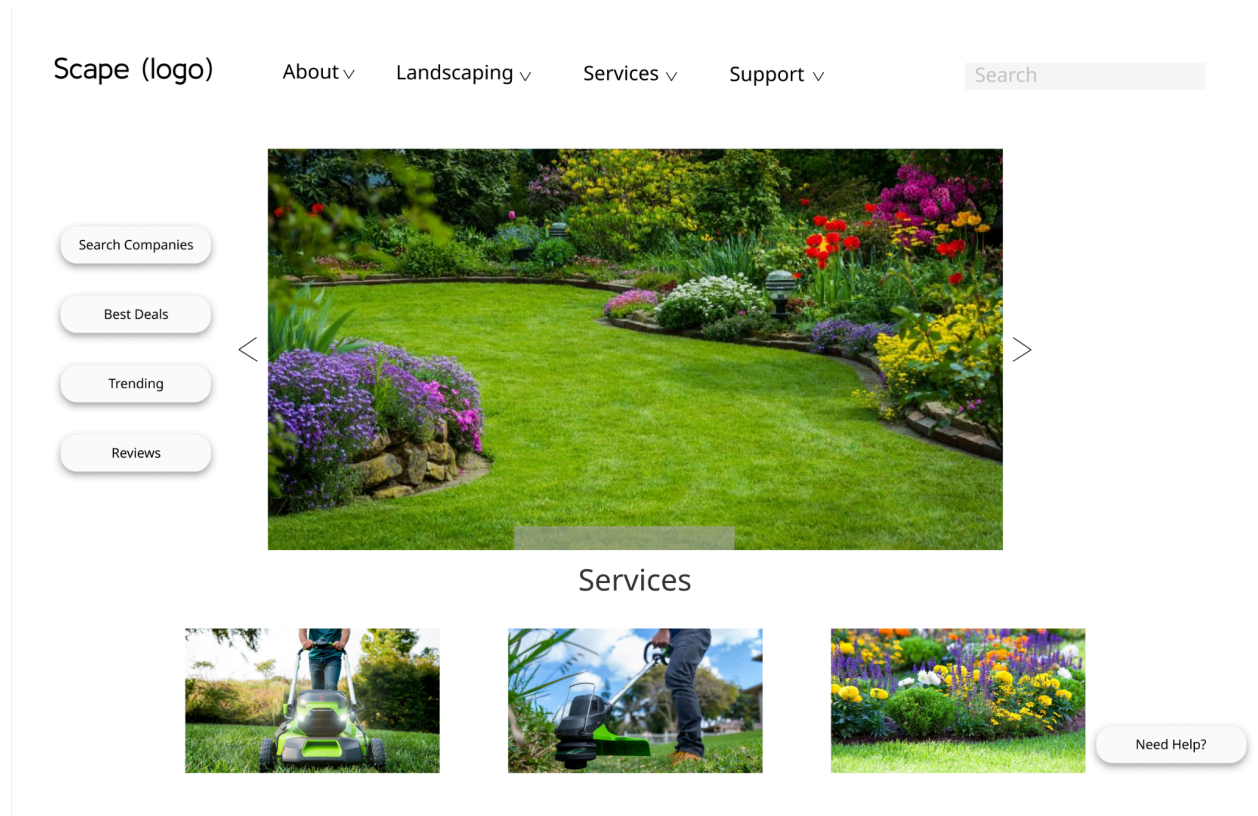 Scape (logo)
About
Landscaping
Services
Support
Search
Search Companies
Best Deals
Trending
Reviews
Services
Need Help?